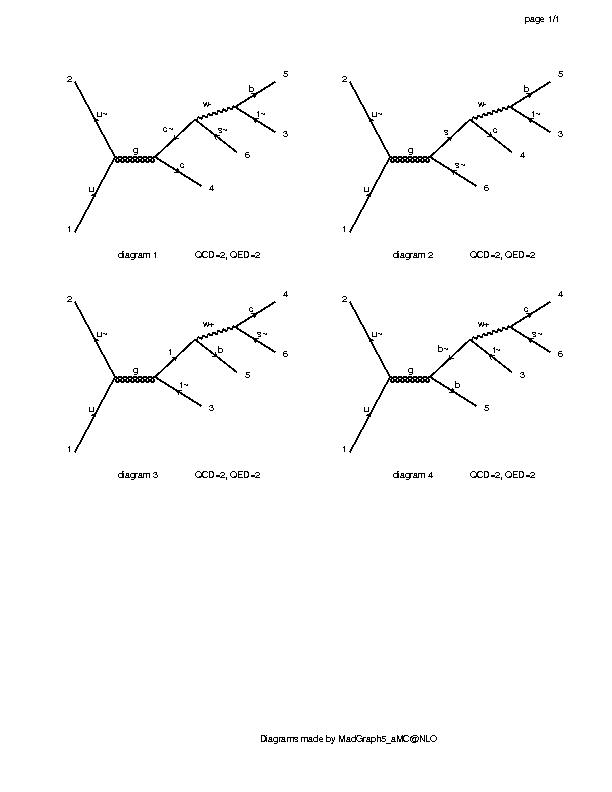 page 1/1
2
u~
u
1
g
c~
w-
b
5
t~
3
s~
6
c
4
diagram 1 QCD=2, QED=2
2
u~
u
1
g
s
w-
b
5
t~
3
c
4
s~
6
diagram 2 QCD=2, QED=2
2
u~
u
1
g
t
w+
c
4
s~
6
b
5
t~
3
diagram 3 QCD=2, QED=2
2
u~
u
1
g
b~
w+
c
4
s~
6
t~
3
b
5
diagram 4 QCD=2, QED=2
Diagrams made by MadGraph5_aMC@NLO